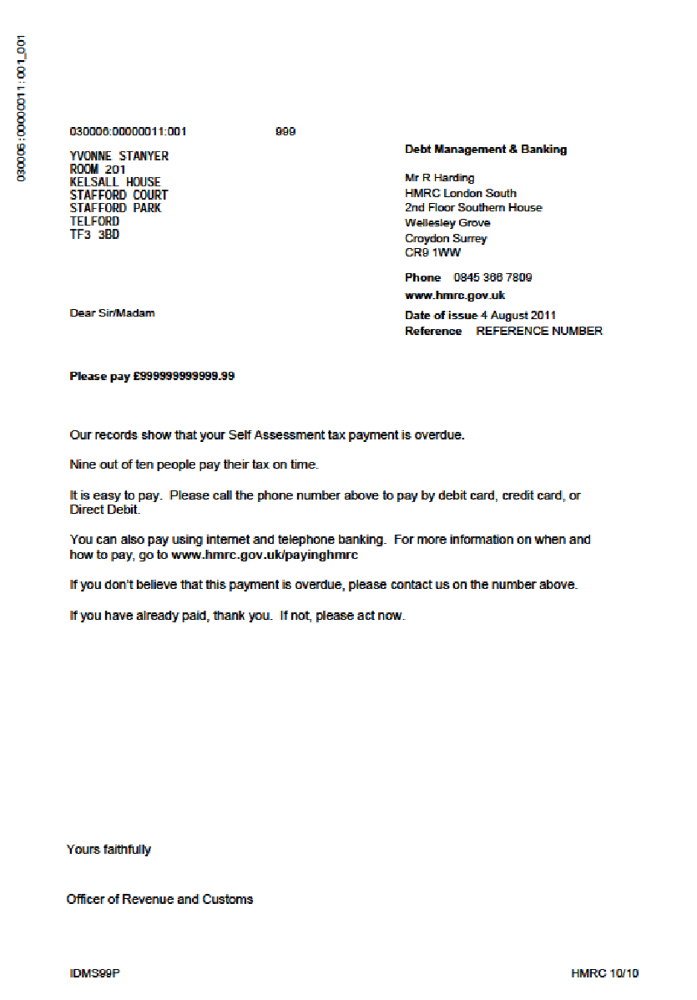 030006:00000011:001_001
030006:00000011:001 999
YVONNE STANYER
ROOM 201
KELSALL HOUSE
STAFFORD COURT
STAFFORD PARK
TELFORD
TF3 3BD
Debt Management & Banking
Mr R Harding
HMRC London South
2nd Floor Southern House
Wellesley Grove
Croydon Surrey
CR9 1WW
Phone 0845 366 7809
www.hmrc.gov.uk
Date of issue 4 August 2011
Reference REFERENCE NUMBER
Dear Sir/Madam
Please pay £999999999999.99
Our records show that your Self Assessment tax payment is overdue.
Nine out of ten people pay their tax on time.
It is easy to pay. Please call the phone number above to pay by debit card, credit card, or
Direct Debit.
You can also pay using internet and telephone banking. For more information on when and
how to pay, go to www.hmrc.gov.uk/payinghmrc
If you don't believe that this payment is overdue, please contact us on the number above.
If you have already paid, thank you. If not, please act now.
Yours faithfully
Officer of Revenue and Customs
IDMS99P
HMRC 10/10